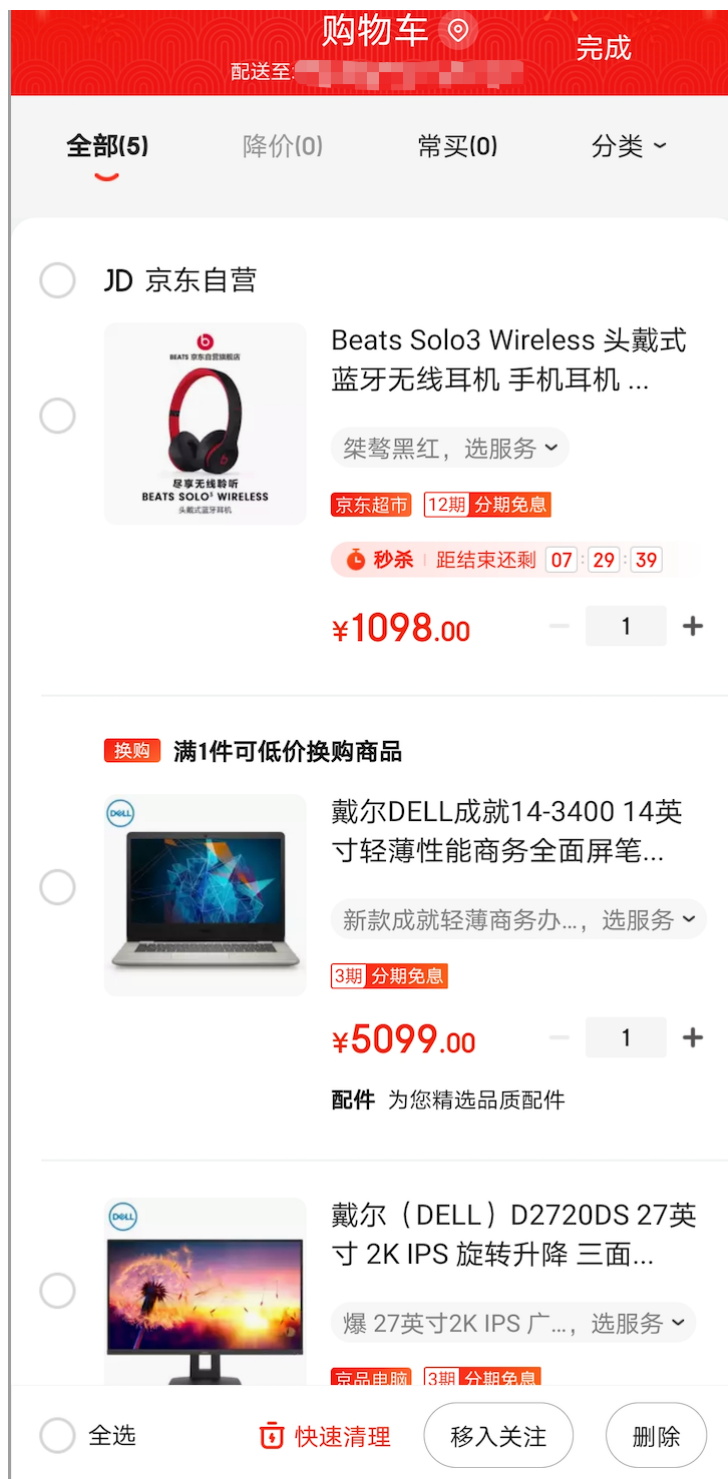 购物车
完成
配送至:
全部(5)
降价(0)
常买(0)
分类
JD 京东自营
BEATS 京东自营旗舰店
尽享无线聆听
BEATS SOLO³ WIRELESS
头戴式蓝牙耳机
Beats Solo3 Wireless 头戴式
蓝牙无线耳机 手机耳机 ...
桀骜黑红，选服务
京东超市 12期 分期免息
秒杀 距结束还剩 07 : 29 : 39
¥1098.00
1
换购 满1件可低价换购商品
DELL
戴尔DELL成就14-3400 14英
寸轻薄性能商务全面屏笔...
新款成就轻薄商务办...，选服务
3期 分期免息
¥5099.00
1
配件 为您精选品质配件
DELL
戴尔（DELL）D2720DS 27英
寸 2K IPS 旋转升降 三面...
爆 27英寸2K IPS 广...，选服务
京品电脑 3期 分期免息
全选
快速清理
移入关注
删除